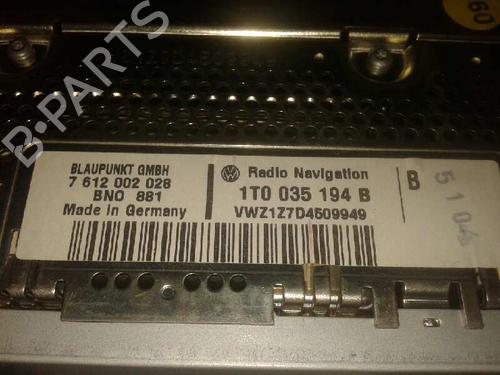 B-PARTS
BLAUPUNKT GMBH
7 612 002 028
BNO 881
Made in Germany
Radio Navigation
1T0 035 194 B
VWZ1Z7D4509949
B
60